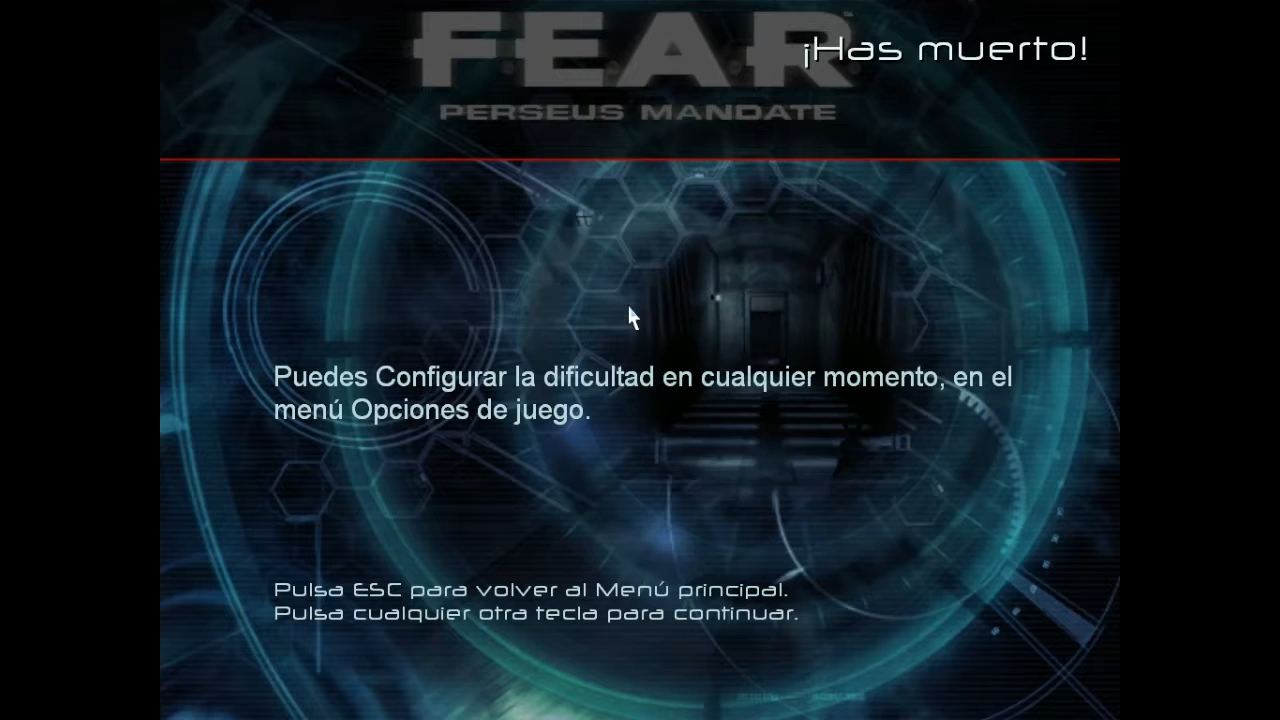 F.E.A.R.™
¡Has muerto!
PERSEUS MANDATE
Puedes Configurar la dificultad en cualquier momento, en el
menú Opciones de juego.
Pulsa ESC para volver al Menú principal.
Pulsa cualquier otra tecla para continuar.